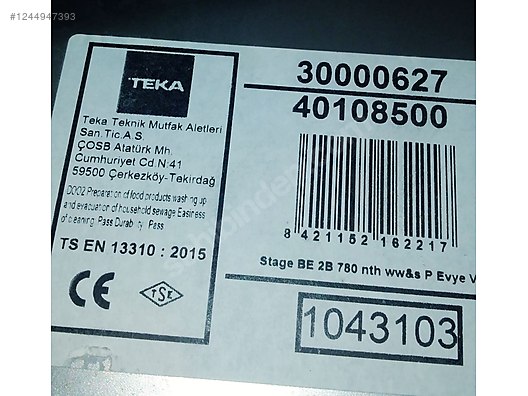 #1244947393
TEKA
Teka Teknik Mutfak Aletleri
San.Tic.A.S.
ÇOSB Atatürk Mh.
Cumhuriyet Cd.N:41
59500 Çerkezköy-Tekirdağ
DOC2 Preparation of food products washing up
and evacuation of household sewage Easiness
of cleaning. Pass Durability. Pass
TS EN 13310 : 2015
CE
TSE
30000627
40108500
8 421152 162217
Stage BE 2B 780 nth ww&s P Evye V
1043103